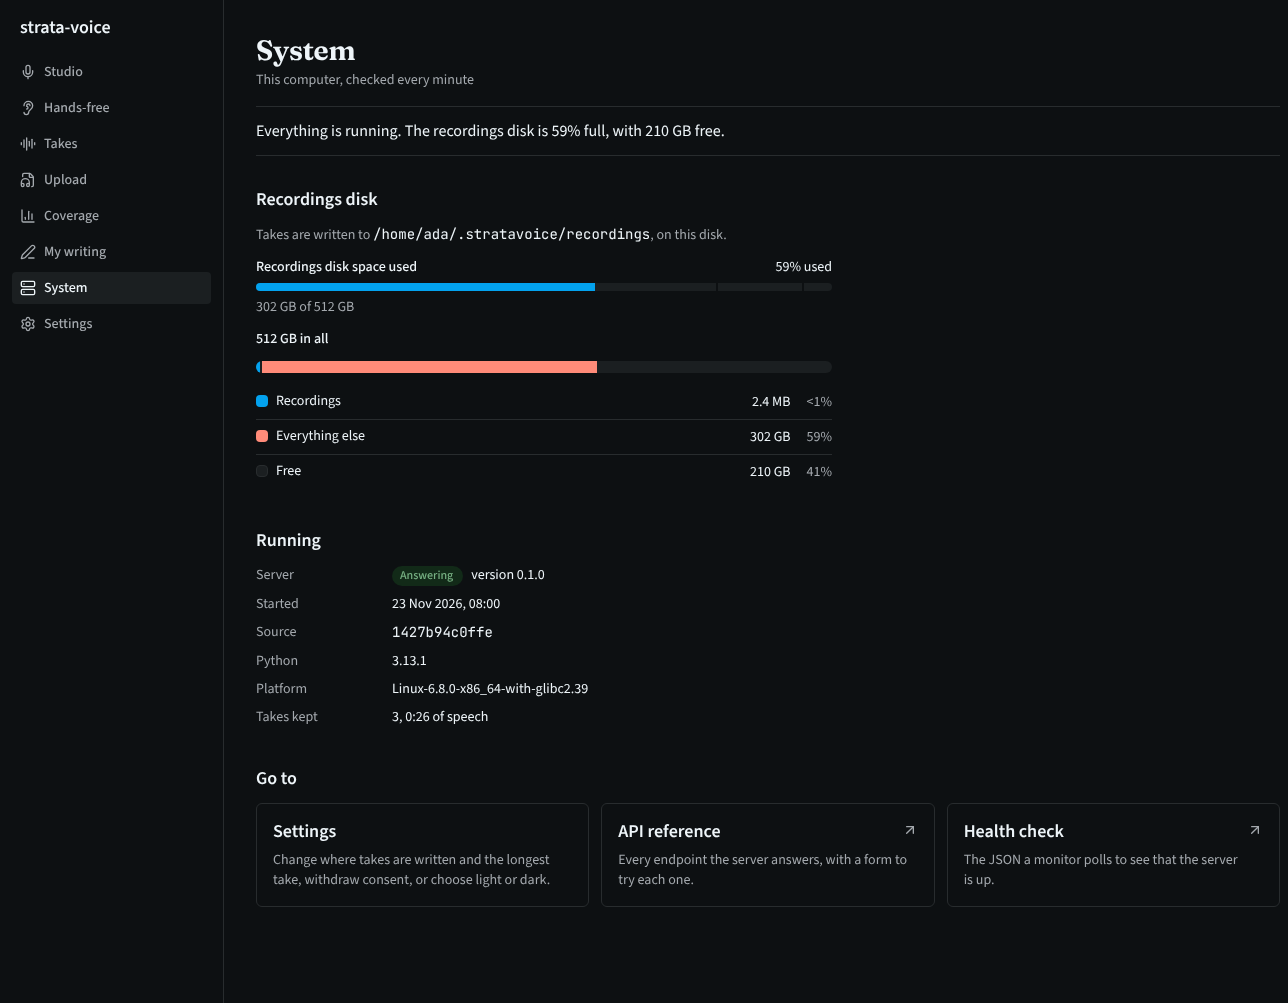 strata-voice
Studio
Hands-free
Takes
Upload
Coverage
My writing
System
Settings
System
This computer, checked every minute
Everything is running. The recordings disk is 59% full, with 210 GB free.
Recordings disk
Takes are written to /home/ada/.stratavoice/recordings, on this disk.
Recordings disk space used 59% used
302 GB of 512 GB
512 GB in all
Recordings 2.4 MB <1%
Everything else 302 GB 59%
Free 210 GB 41%
Running
Server Answering version 0.1.0
Started 23 Nov 2026, 08:00
Source 1427b94c0ffe
Python 3.13.1
Platform Linux-6.8.0-x86_64-with-glibc2.39
Takes kept 3, 0:26 of speech
Go to
Settings
Change where takes are written and the longest
take, withdraw consent, or choose light or dark.
API reference
Every endpoint the server answers, with a form to
try each one.
Health check
The JSON a monitor polls to see that the server
is up.